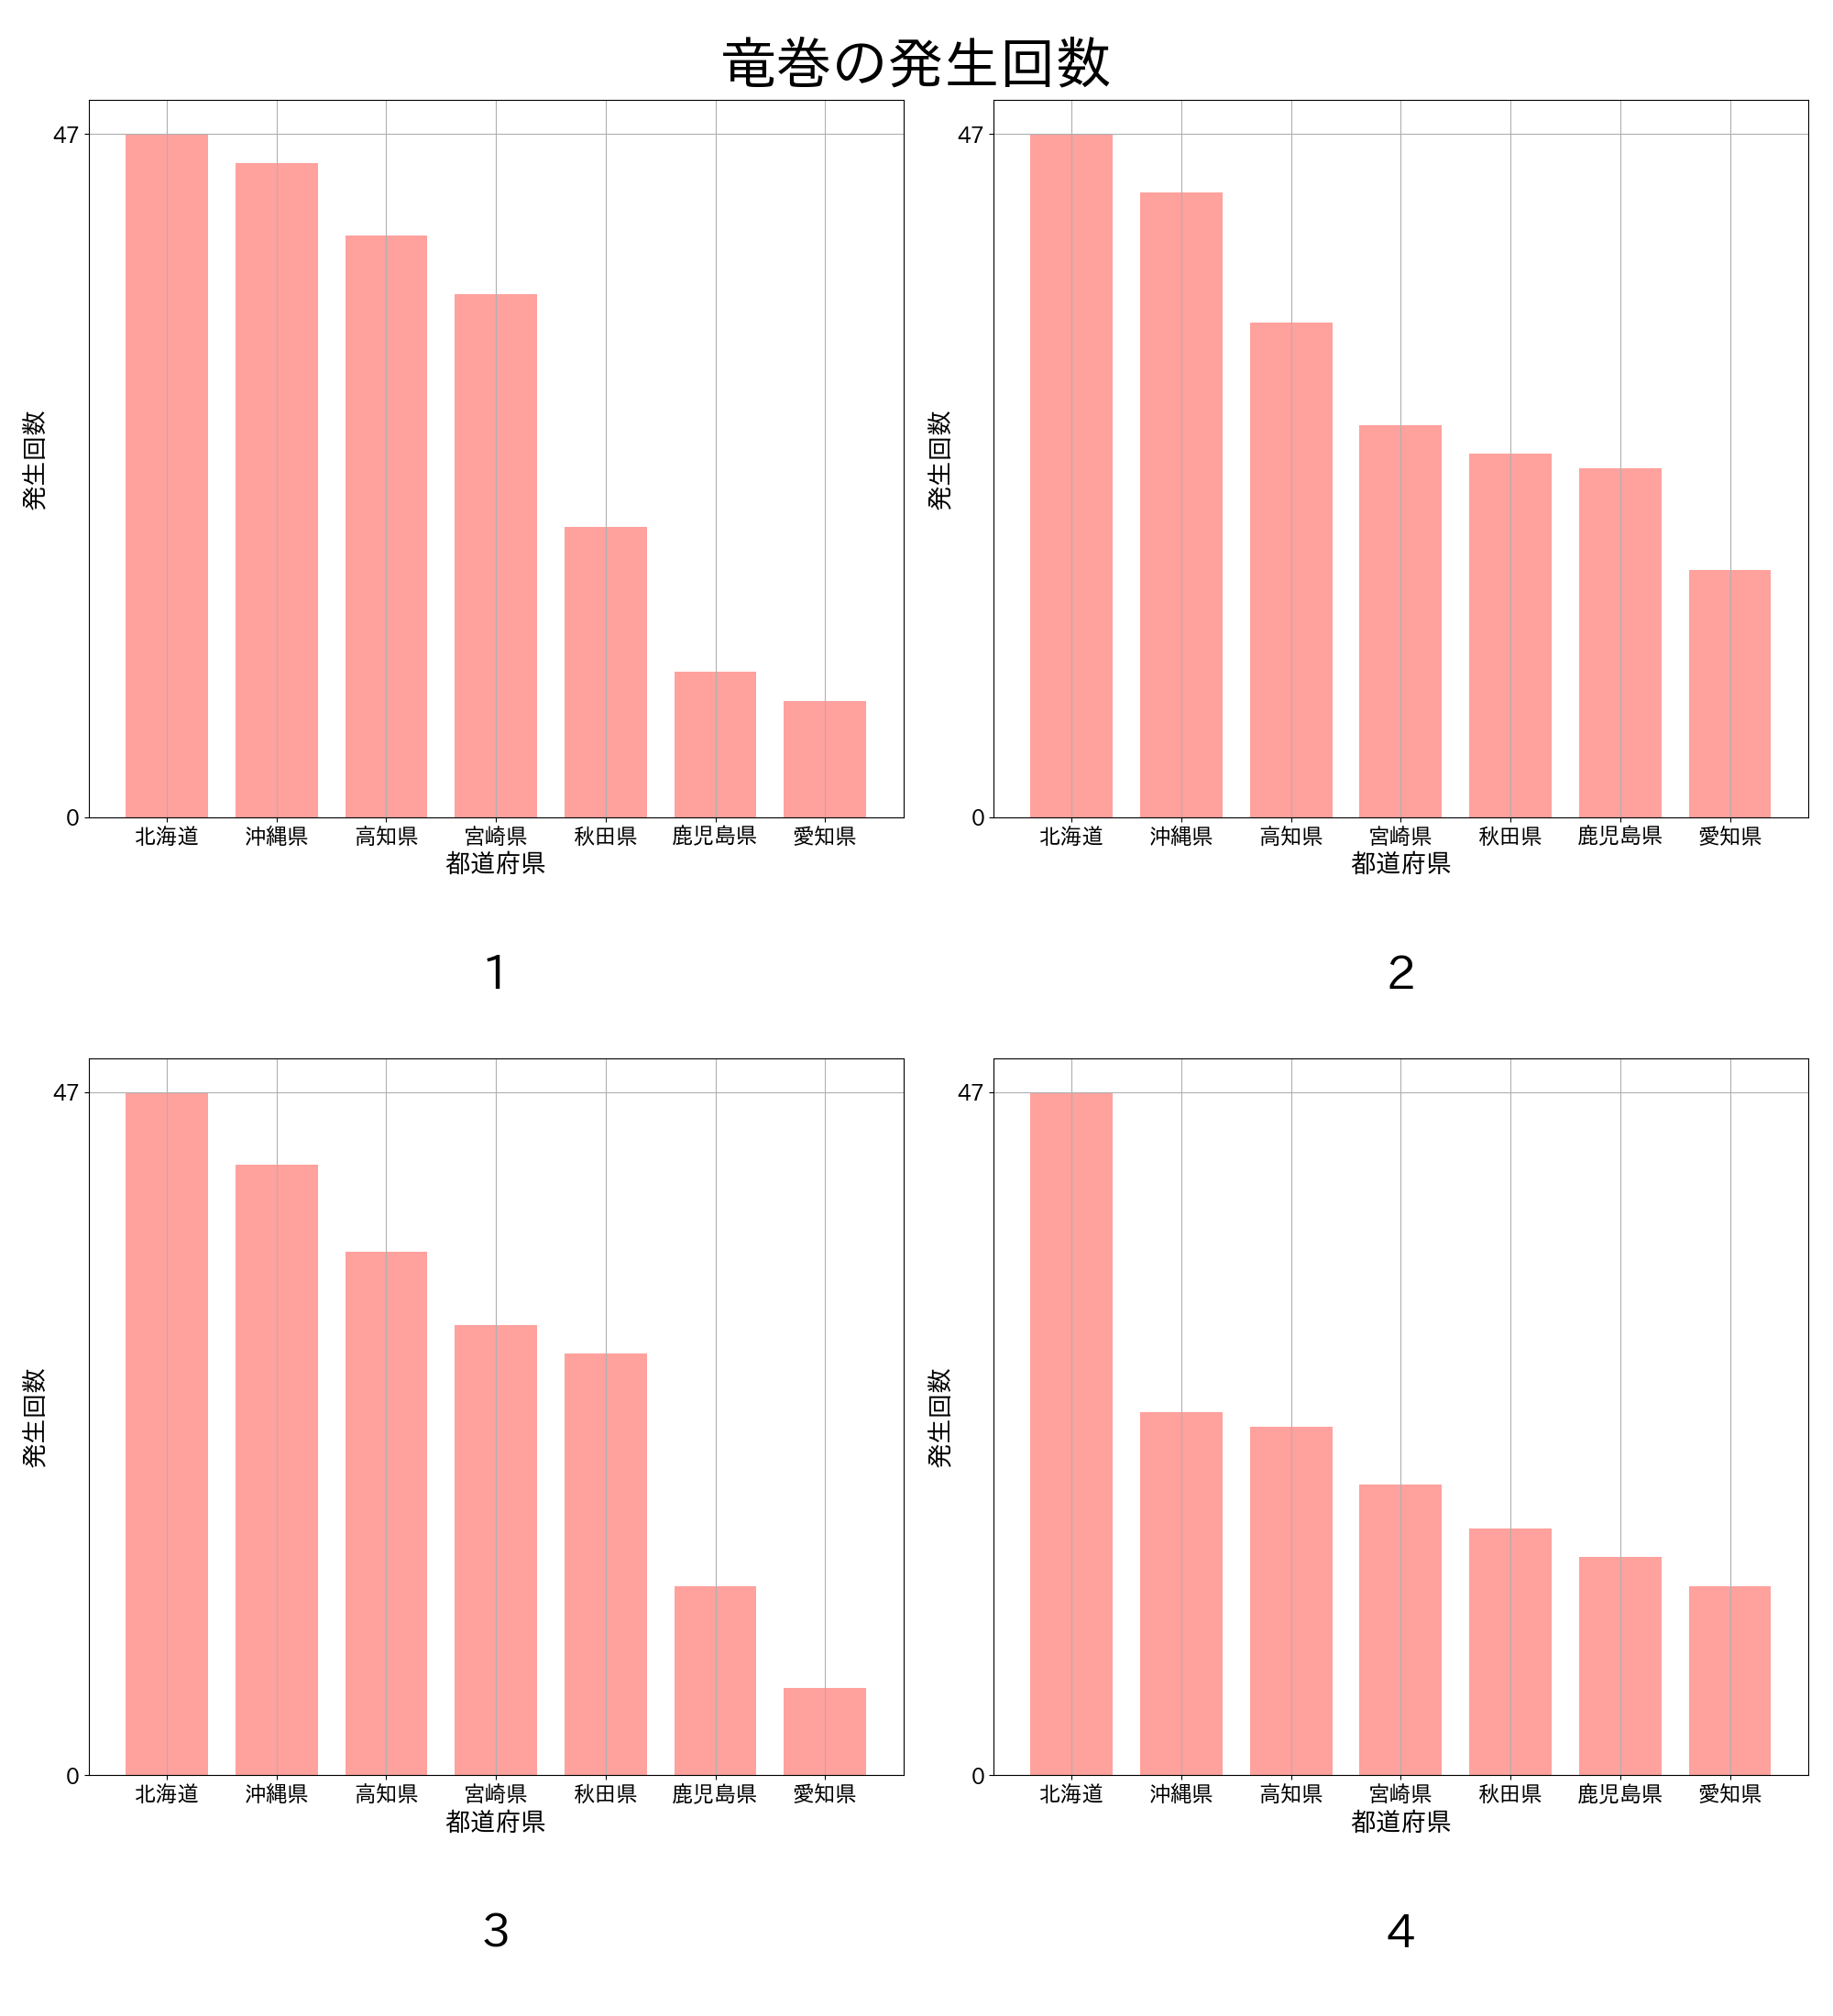 竜巻の発生回数
47
0
発生回数
北海道 沖縄県 高知県 宮崎県 秋田県 鹿児島県 愛知県
都道府県
1
47
0
発生回数
北海道 沖縄県 高知県 宮崎県 秋田県 鹿児島県 愛知県
都道府県
2
47
0
発生回数
北海道 沖縄県 高知県 宮崎県 秋田県 鹿児島県 愛知県
都道府県
3
47
0
発生回数
北海道 沖縄県 高知県 宮崎県 秋田県 鹿児島県 愛知県
都道府県
4